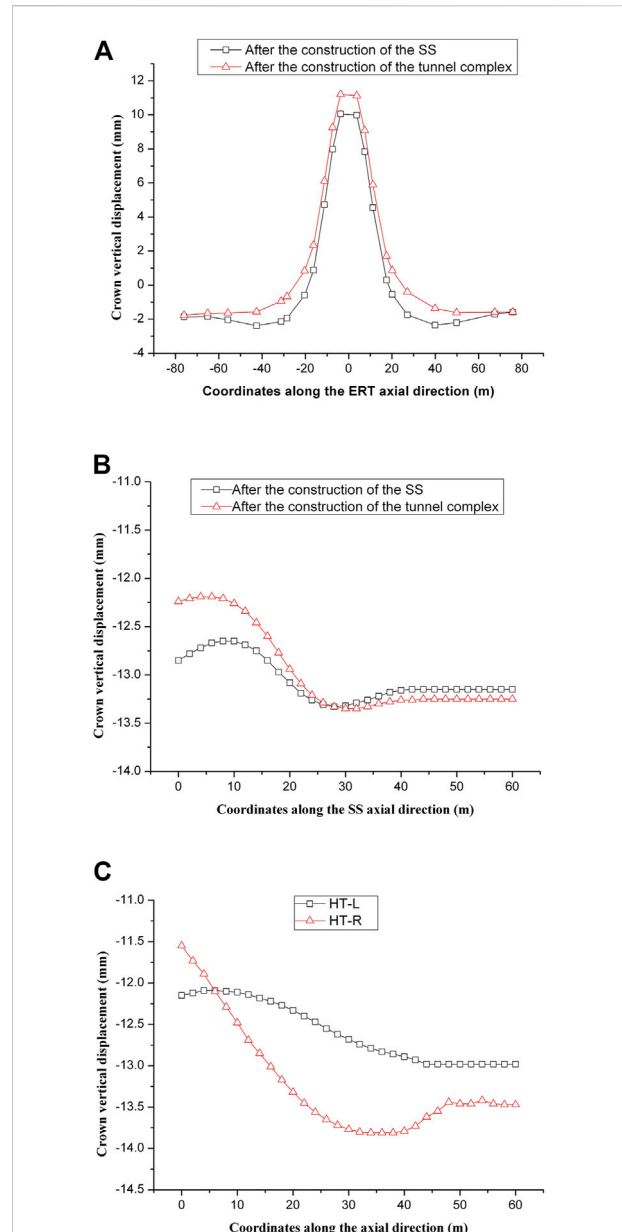 A
After the construction of the SS
After the construction of the tunnel complex
12
10
8
6
4
2
0
-2
-4
Crown vertical displacement (mm)
-80 -60 -40 -20 0 20 40 60 80
Coordinates along the ERT axial direction (m)
B
After the construction of the SS
After the construction of the tunnel complex
-11.0
-11.5
-12.0
-12.5
-13.0
-13.5
-14.0
Crown vertical displacement (mm)
0 10 20 30 40 50 60
Coordinates along the SS axial direction (m)
C
HT-L
HT-R
-11.0
-11.5
-12.0
-12.5
-13.0
-13.5
-14.0
-14.5
Crown vertical displacement (mm)
0 10 20 30 40 50 60
Coordinates along the axial direction (m)